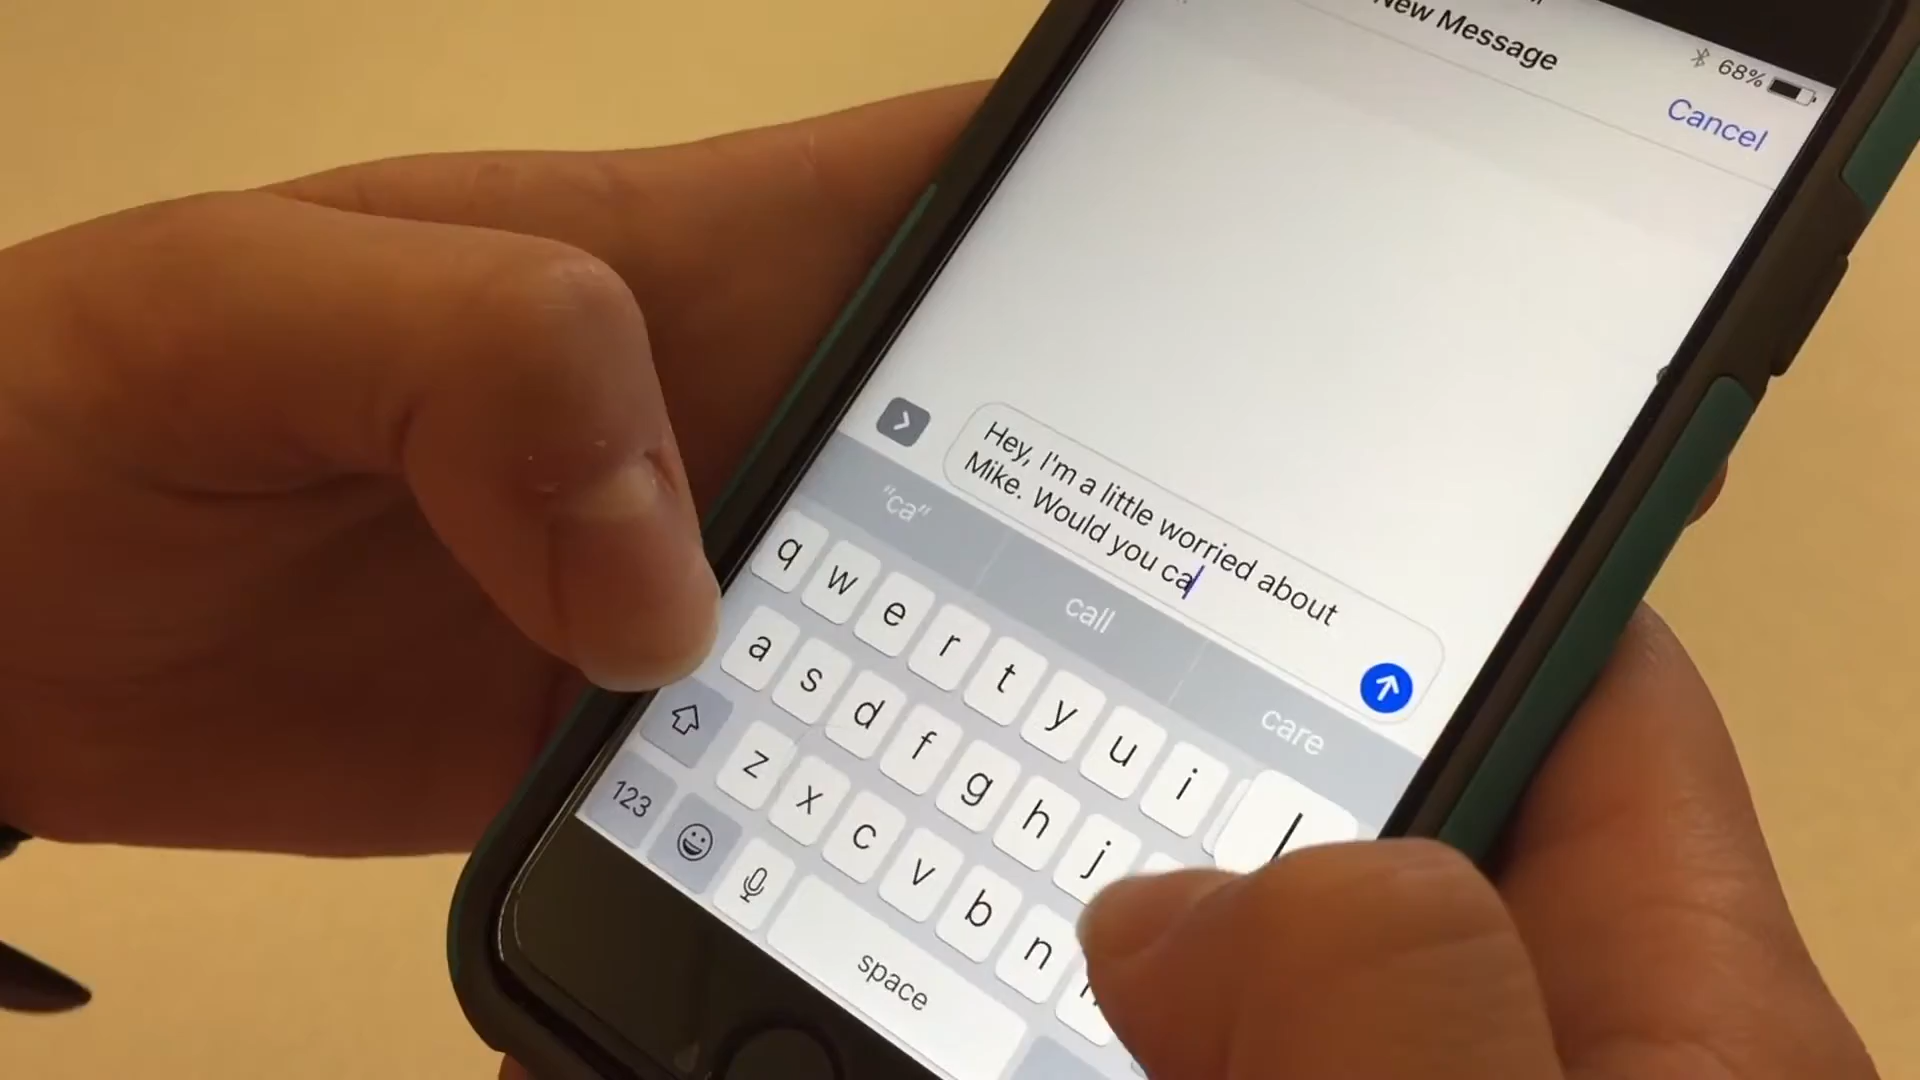 New Message
68%
Cancel
Hey, I'm a little worried about
Mike. Would you ca
"ca"
call
care
q w e r t y u i
a s d f g h j l
z x c v b n
123
space